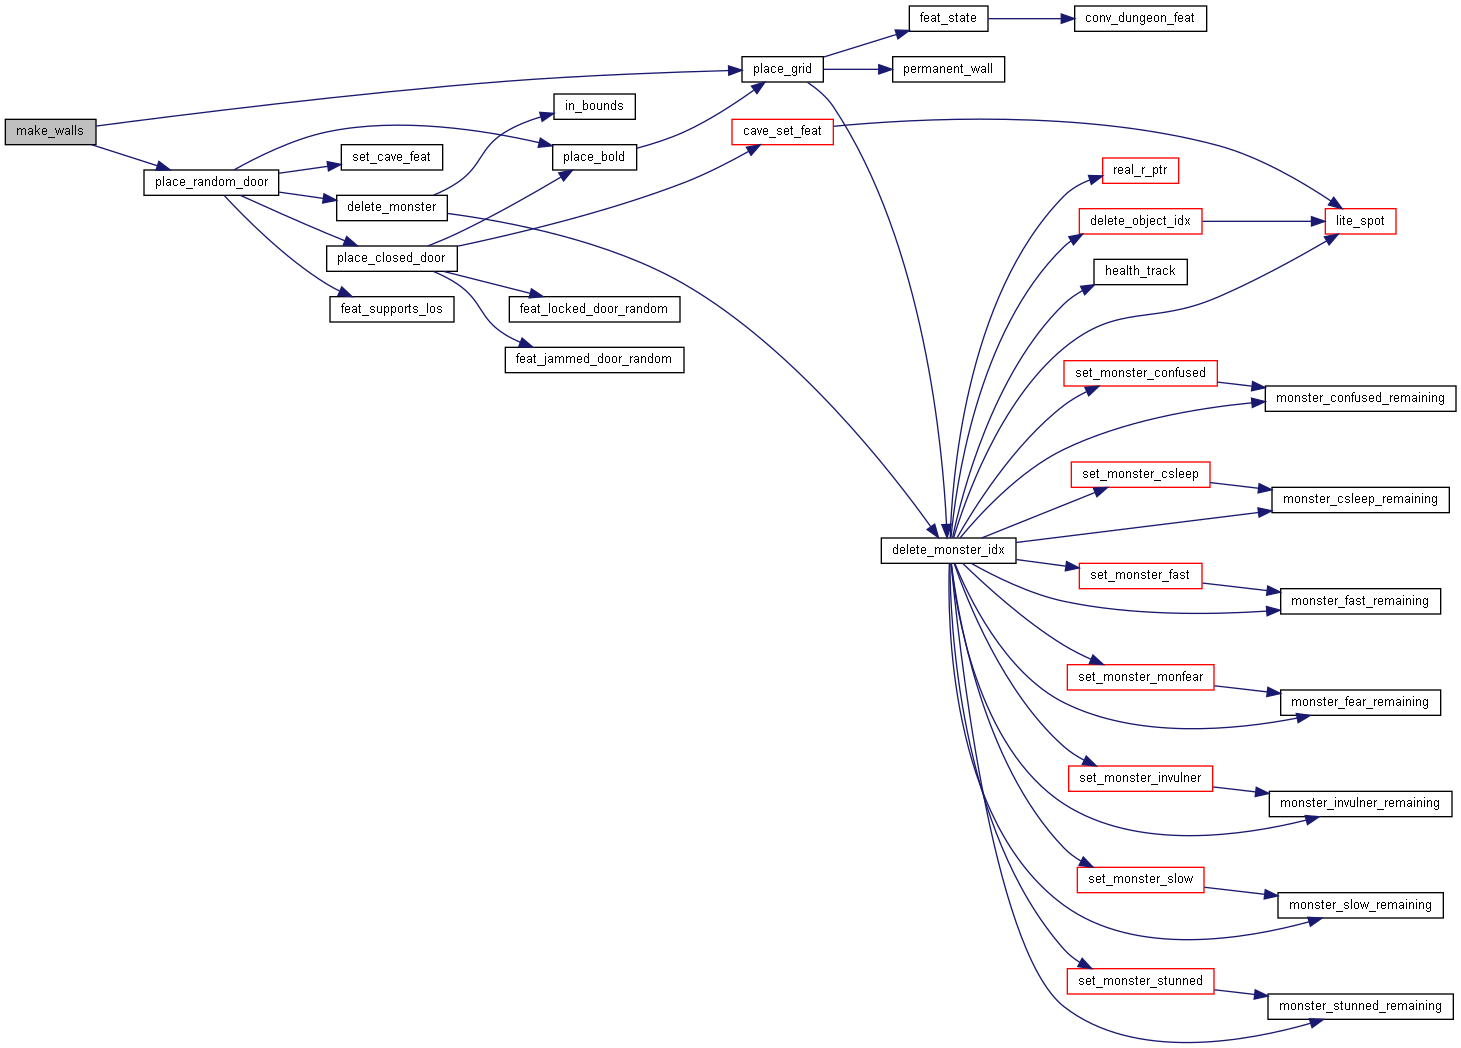 feat_state
conv_dungeon_feat
place_grid
permanent_wall
in_bounds
make_walls
cave_set_feat
set_cave_feat
place_bold
real_r_ptr
place_random_door
delete_monster
delete_object_idx
lite_spot
place_closed_door
health_track
feat_supports_los
feat_locked_door_random
feat_jammed_door_random
set_monster_confused
monster_confused_remaining
set_monster_csleep
monster_csleep_remaining
delete_monster_idx
set_monster_fast
monster_fast_remaining
set_monster_monfear
monster_fear_remaining
set_monster_invulner
monster_invulner_remaining
set_monster_slow
monster_slow_remaining
set_monster_stunned
monster_stunned_remaining